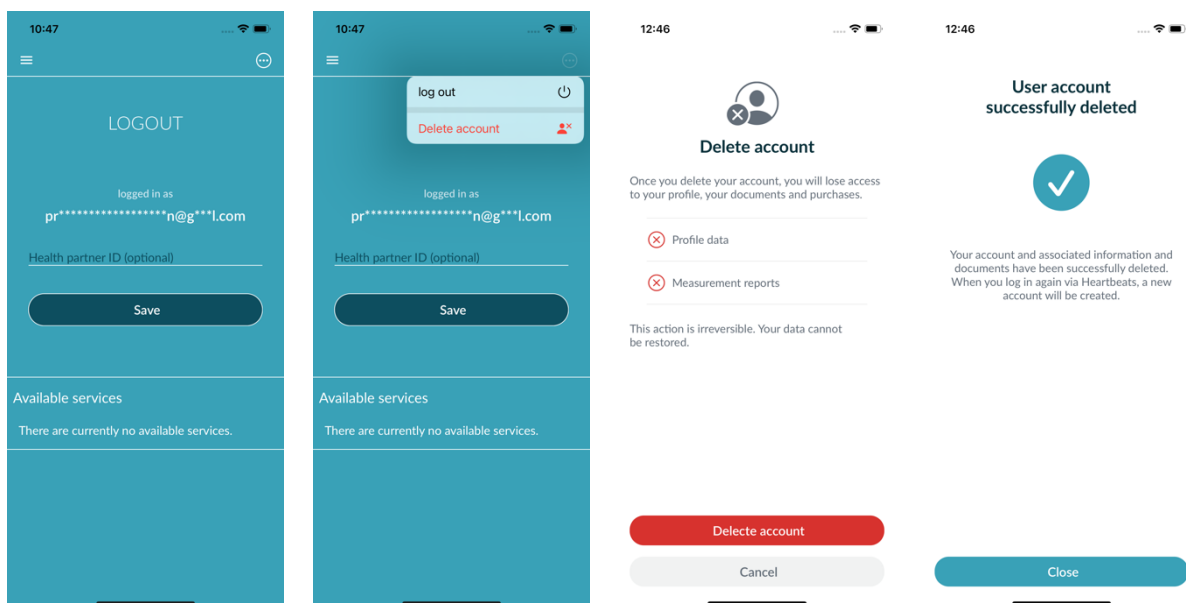 10:47
LOGOUT
logged in as
pr******************n@g***l.com
Health partner ID (optional)
Save
Available services
There are currently no available services.
10:47
log out
Delete account
logged in as
pr******************n@g***l.com
Health partner ID (optional)
Save
Available services
There are currently no available services.
12:46
Delete account
Once you delete your account, you will lose access
to your profile, your documents and purchases.
Profile data
Measurement reports
This action is irreversible. Your data cannot
be restored.
Delecte account
Cancel
12:46
User account
successfully deleted
Your account and associated information and
documents have been successfully deleted.
When you log in again via Heartbeats, a new
account will be created.
Close